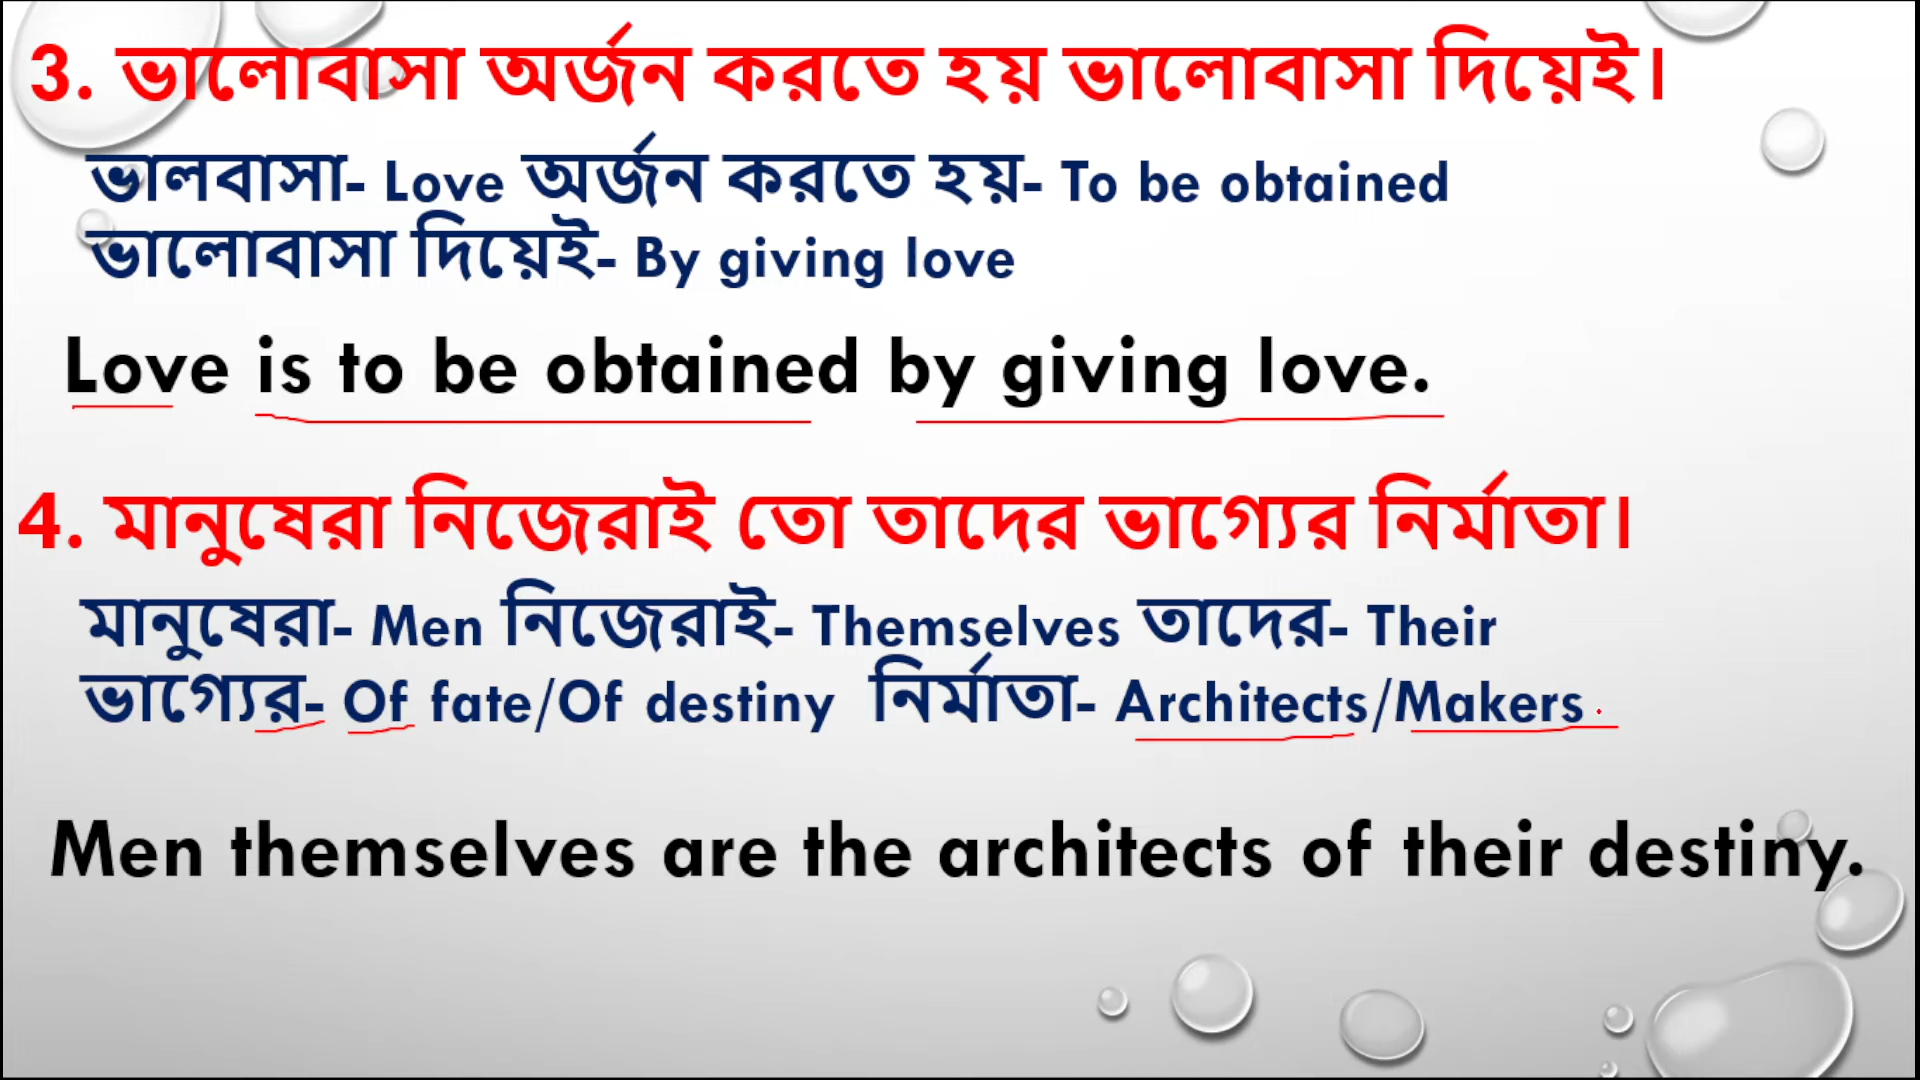 3. ভালোবাসা অর্জন করতে হয় ভালোবাসা দিয়েই।
ভালবাসা- Love অর্জন করতে হয়- To be obtained
ভালোবাসা দিয়েই- By giving love
Love is to be obtained by giving love.
4. মানুষেরা নিজেরাই তো তাদের ভাগ্যের নির্মাতা।
মানুষেরা- Men নিজেরাই- Themselves তাদের- Their
ভাগ্যের- Of fate/Of destiny নির্মাতা- Architects/Makers
Men themselves are the architects of their destiny.